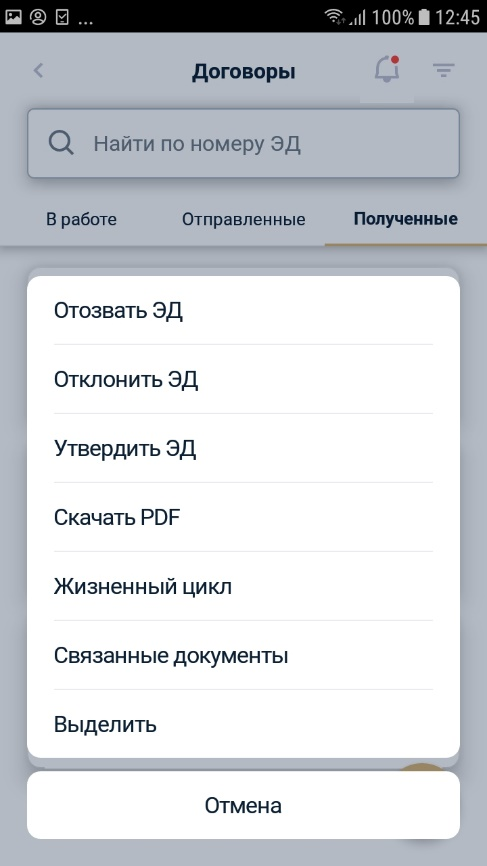 ... 100% 12:45
Договоры
Найти по номеру ЭД
В работе Отправленные Полученные
Отозвать ЭД
Отклонить ЭД
Утвердить ЭД
Скачать PDF
Жизненный цикл
Связанные документы
Выделить
Отмена